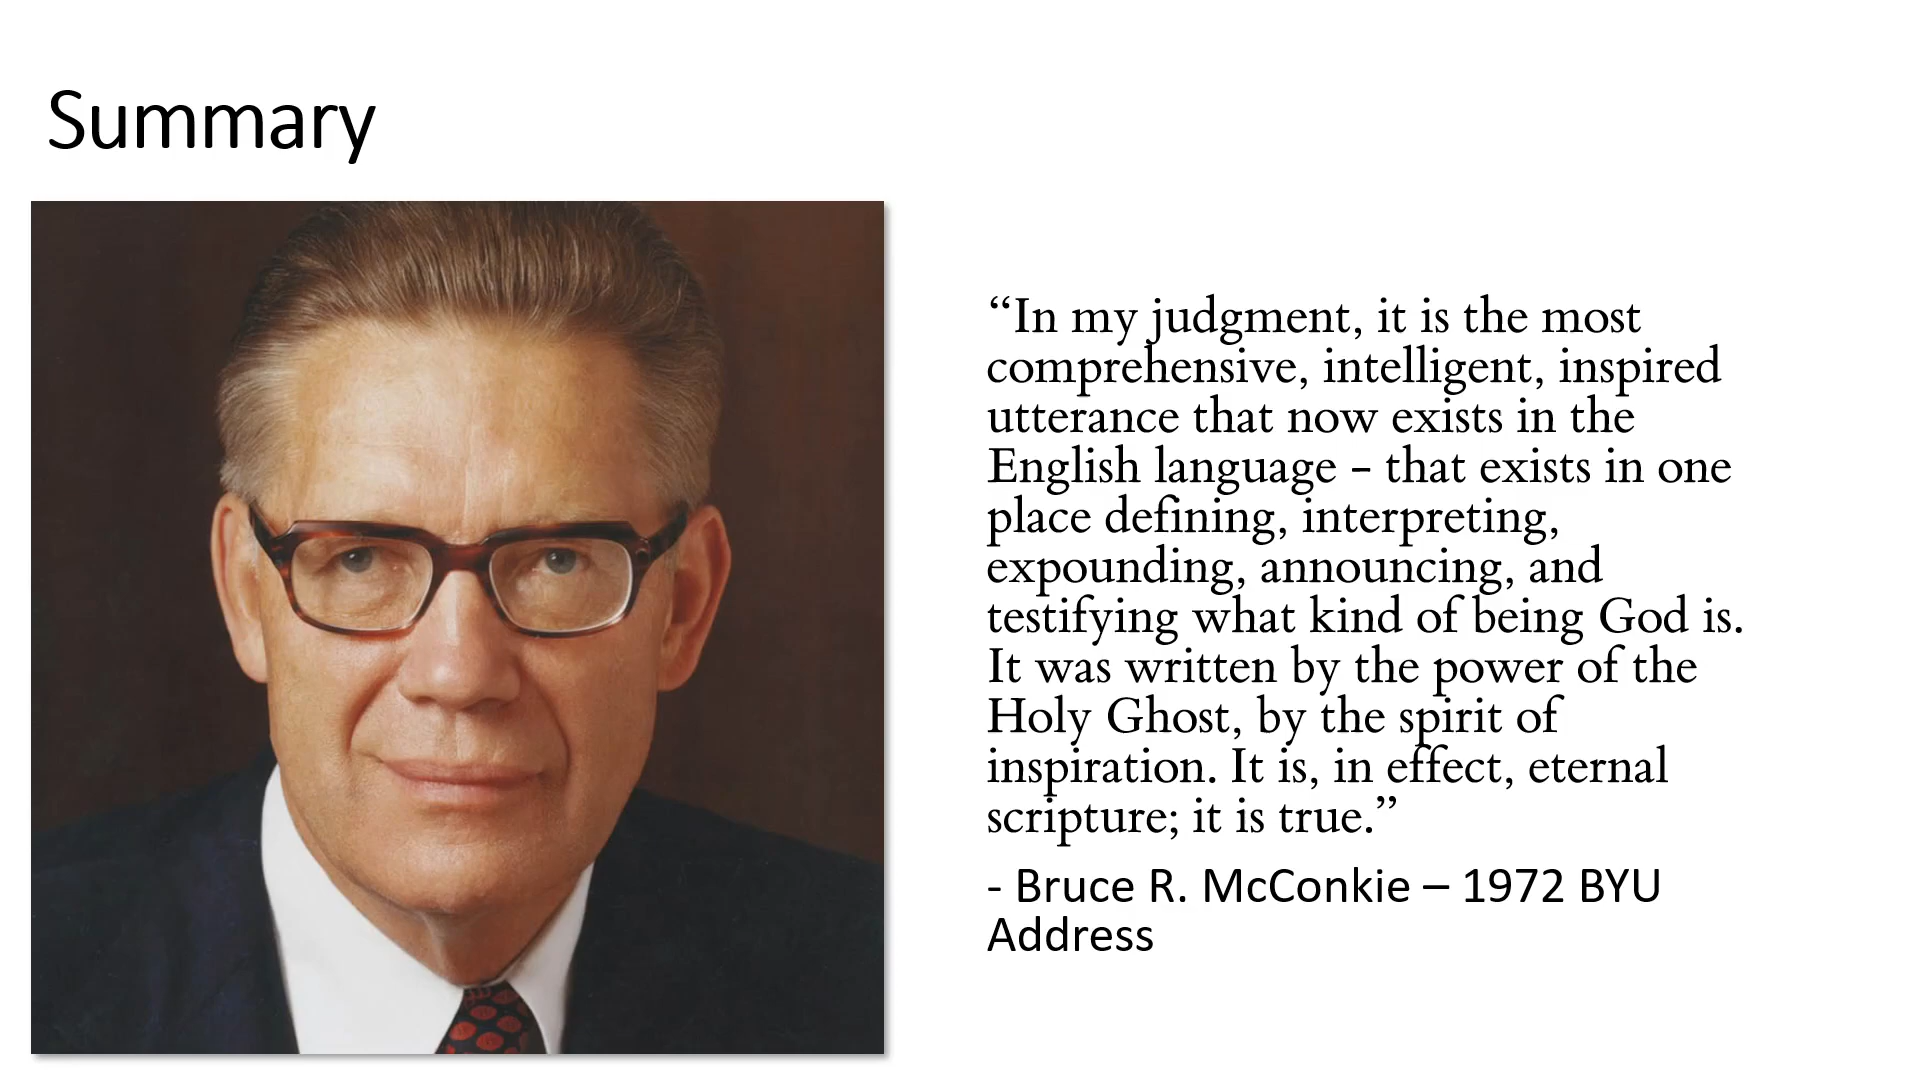 Summary
“In my judgment, it is the most
comprehensive, intelligent, inspired
utterance that now exists in the
English language – that exists in one
place defining, interpreting,
expounding, announcing, and
testifying what kind of being God is.
It was written by the power of the
Holy Ghost, by the spirit of
inspiration. It is, in effect, eternal
scripture; it is true.”
- Bruce R. McConkie – 1972 BYU
Address